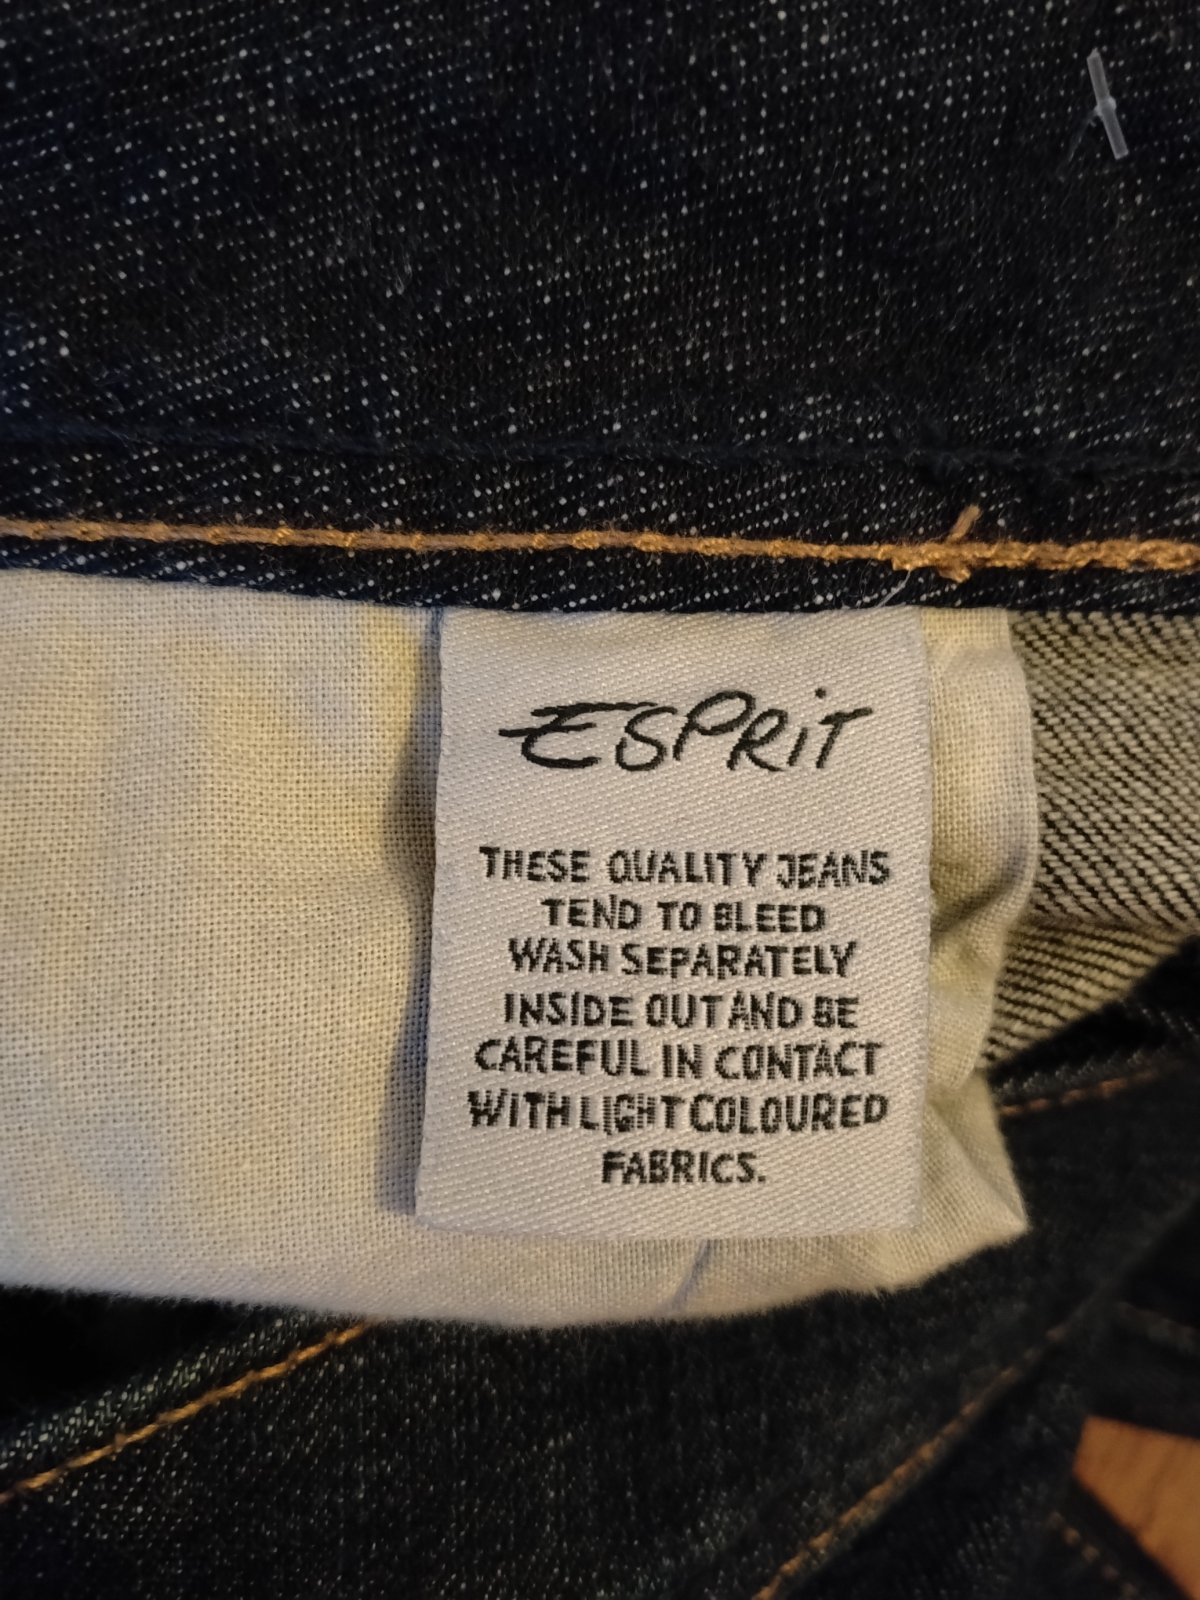 ESPRiT
THESE QUALITY JEANS
TEND TO BLEED
WASH SEPARATELY
INSIDE OUT AND BE
CAREFUL IN CONTACT
WITH LIGHT COLOURED
FABRICS.